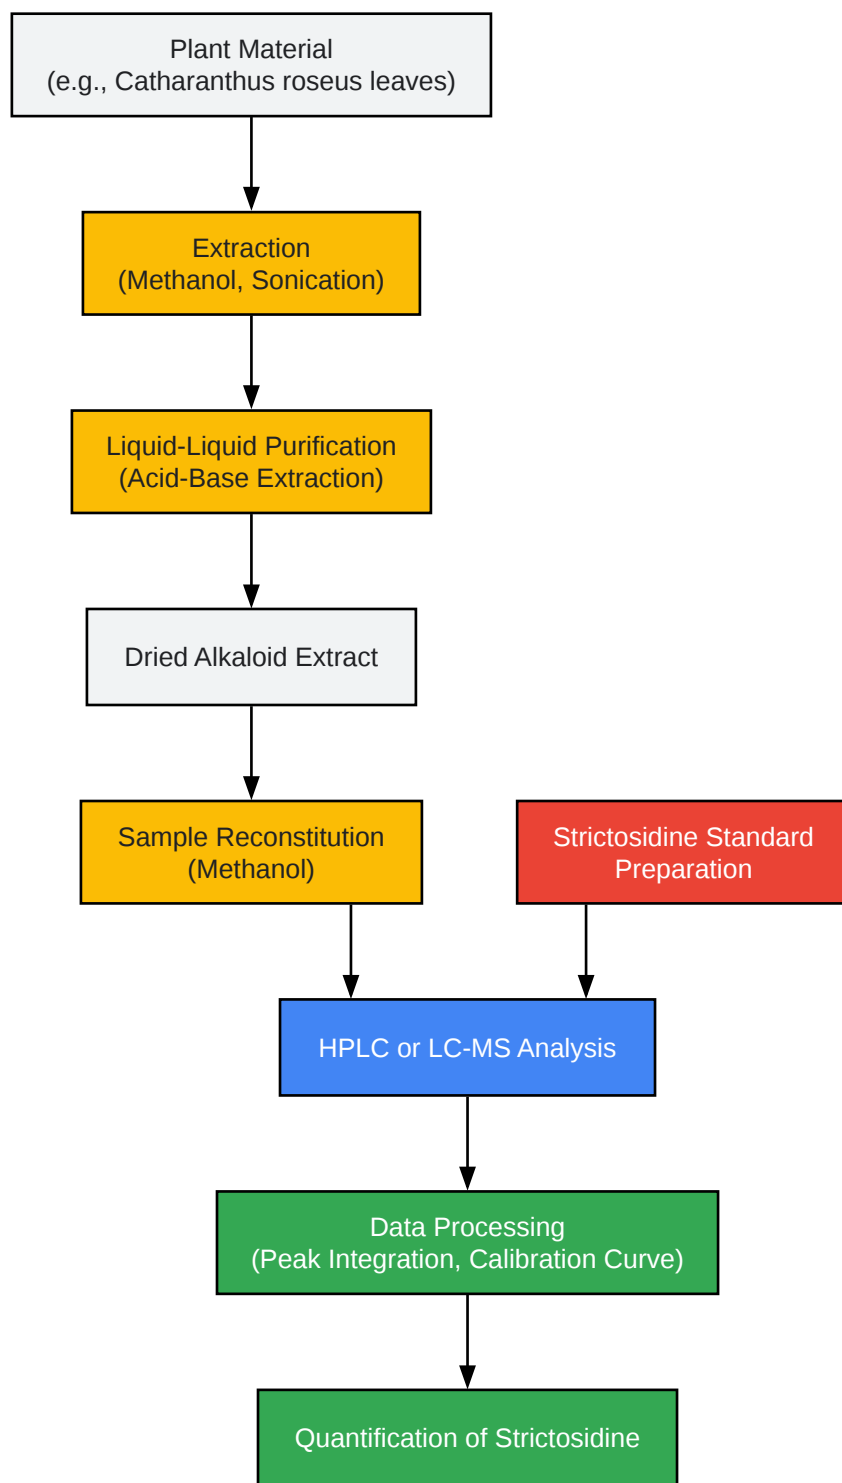 Plant Material
(e.g., Catharanthus roseus leaves)
Extraction
(Methanol, Sonication)
Liquid-Liquid Purification
(Acid-Base Extraction)
Dried Alkaloid Extract
Sample Reconstitution
(Methanol)
Strictosidine Standard
Preparation
HPLC or LC-MS Analysis
Data Processing
(Peak Integration, Calibration Curve)
Quantification of Strictosidine